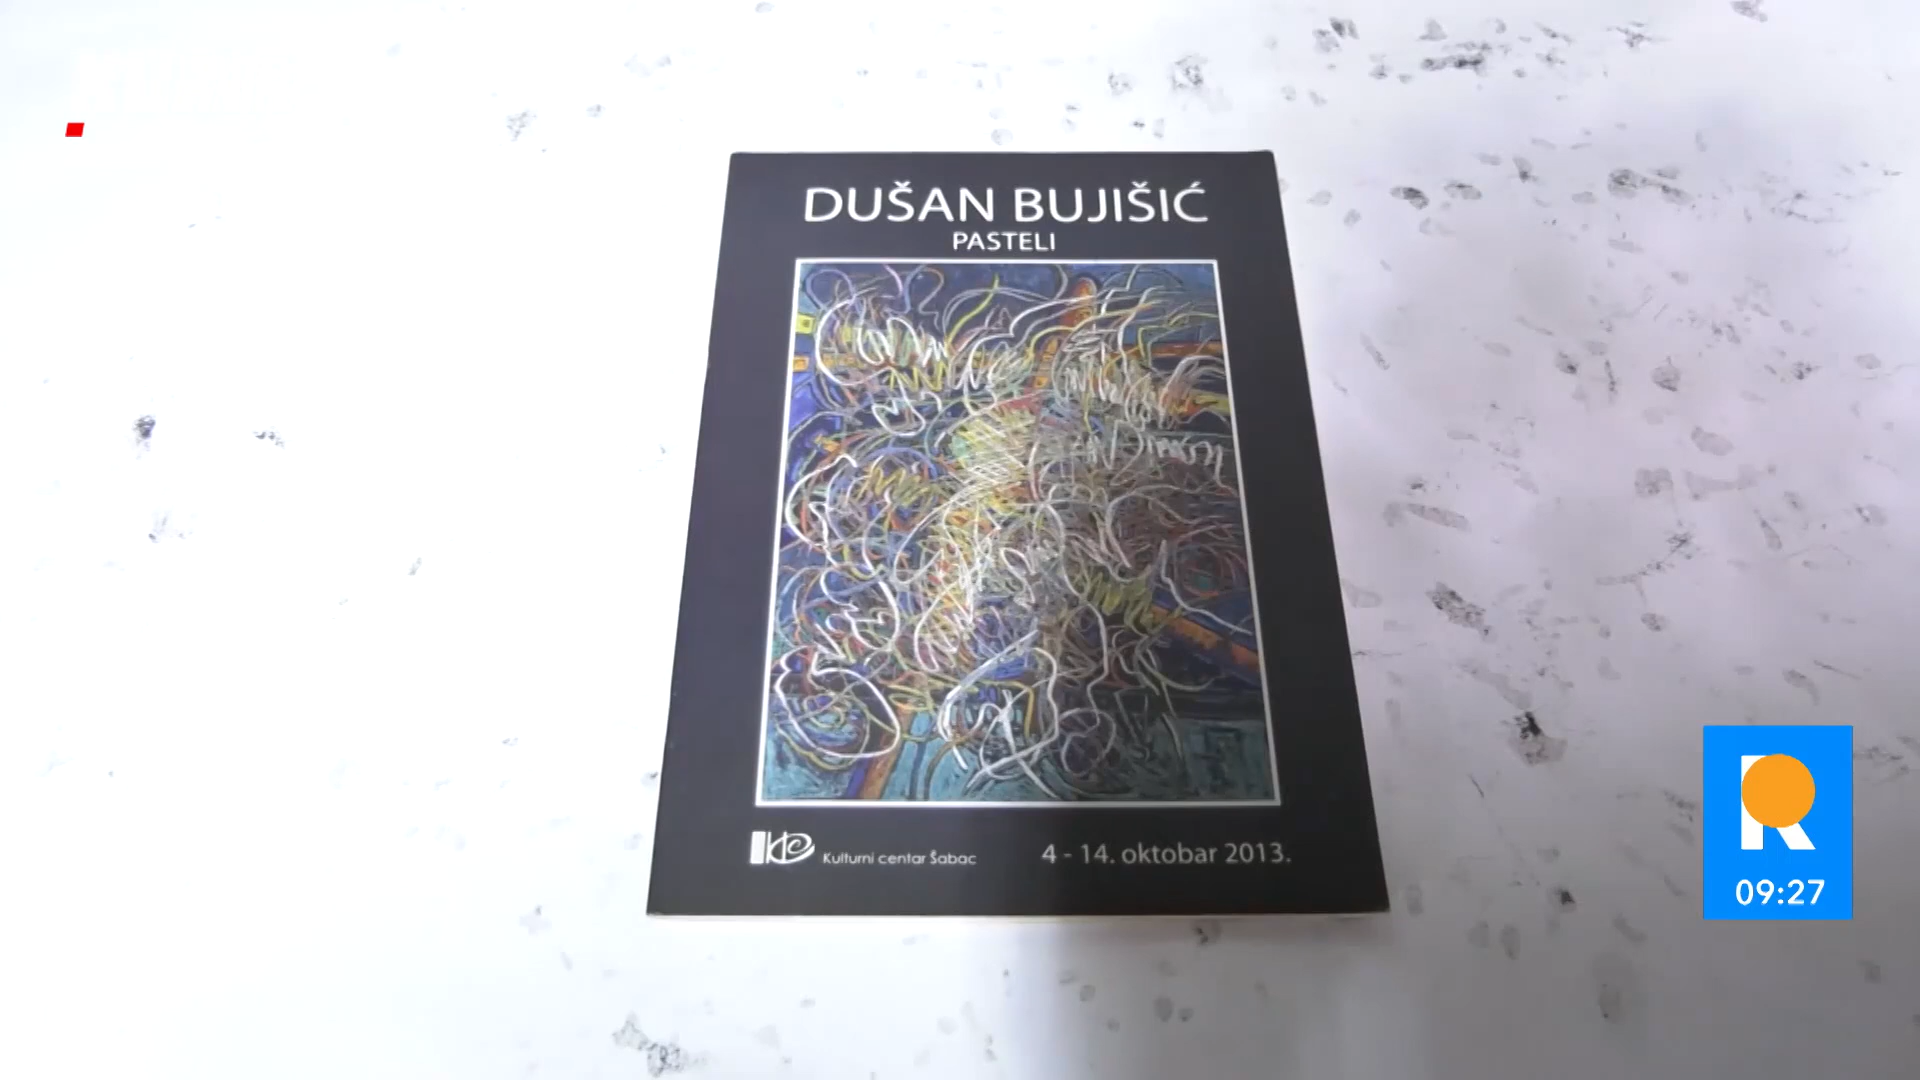 DUŠAN BUJIŠIĆ
PASTELI
Kulturni centar Šabac
4 - 14. oktobar 2013.
R
09:27